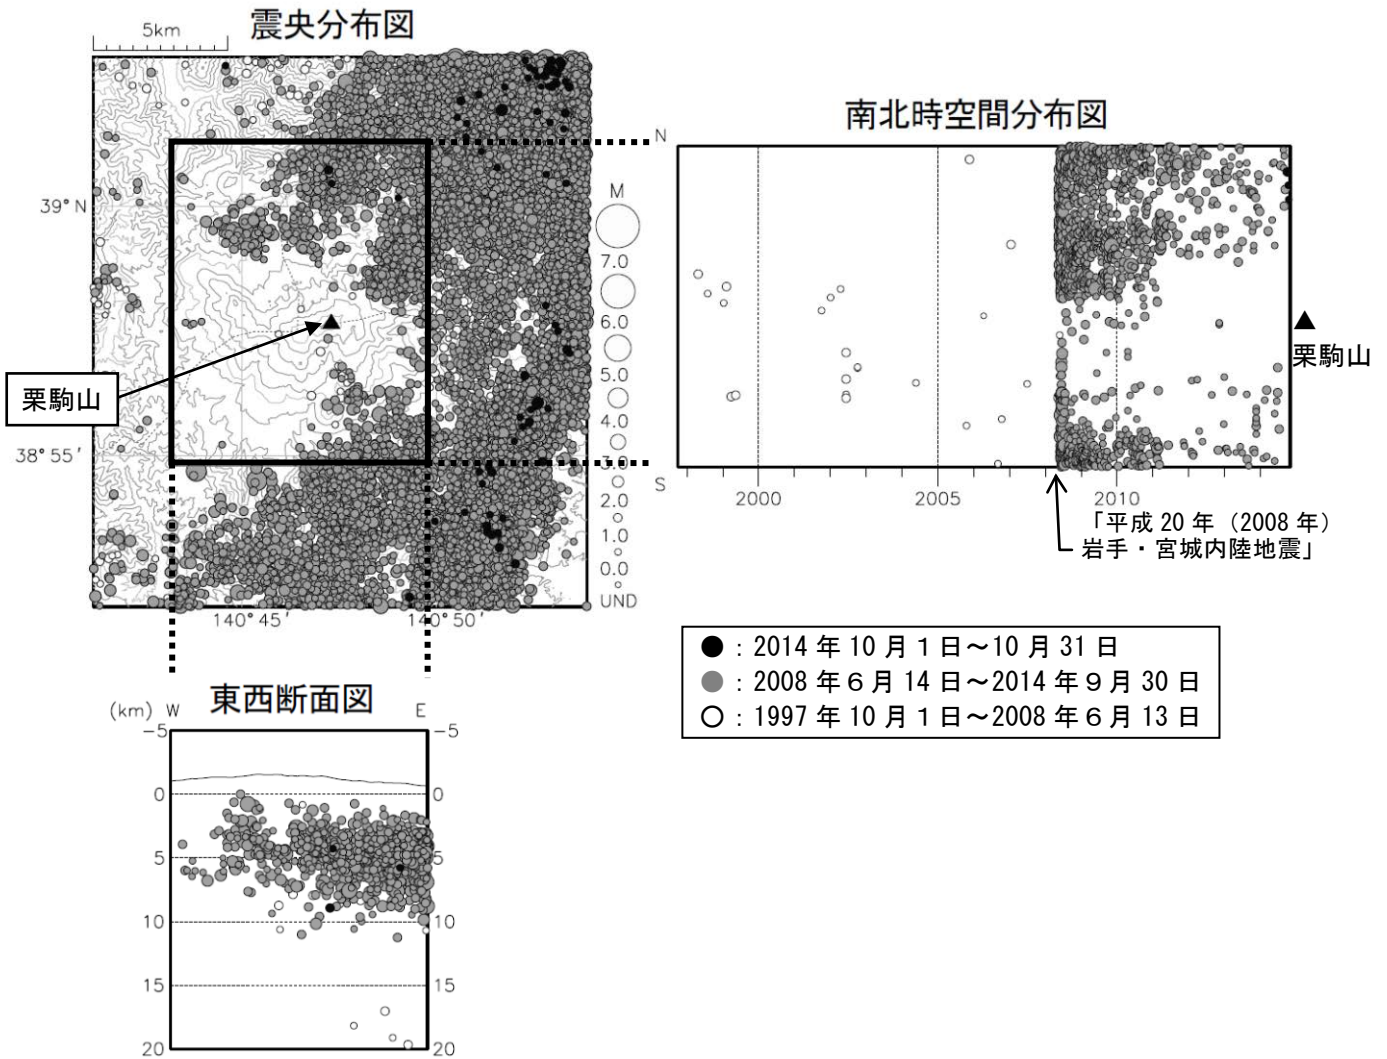 震央分布図
5km
39°N
38°55′
140°45′
140°50′
栗駒山
N
S
M
7.0
6.0
5.0
4.0
3.0
2.0
1.0
0.0
UND
南北時空間分布図
2000
2005
2010
栗駒山
「平成 20 年（2008 年）
岩手・宮城内陸地震」
●：2014 年 10 月 1 日～10 月 31 日
●：2008 年６月 14 日～2014 年９月 30 日
○：1997 年 10 月 1 日～2008 年 6 月 13 日
東西断面図
(km) W E
-5 -5
0 0
5 5
10 10
15 15
20 20